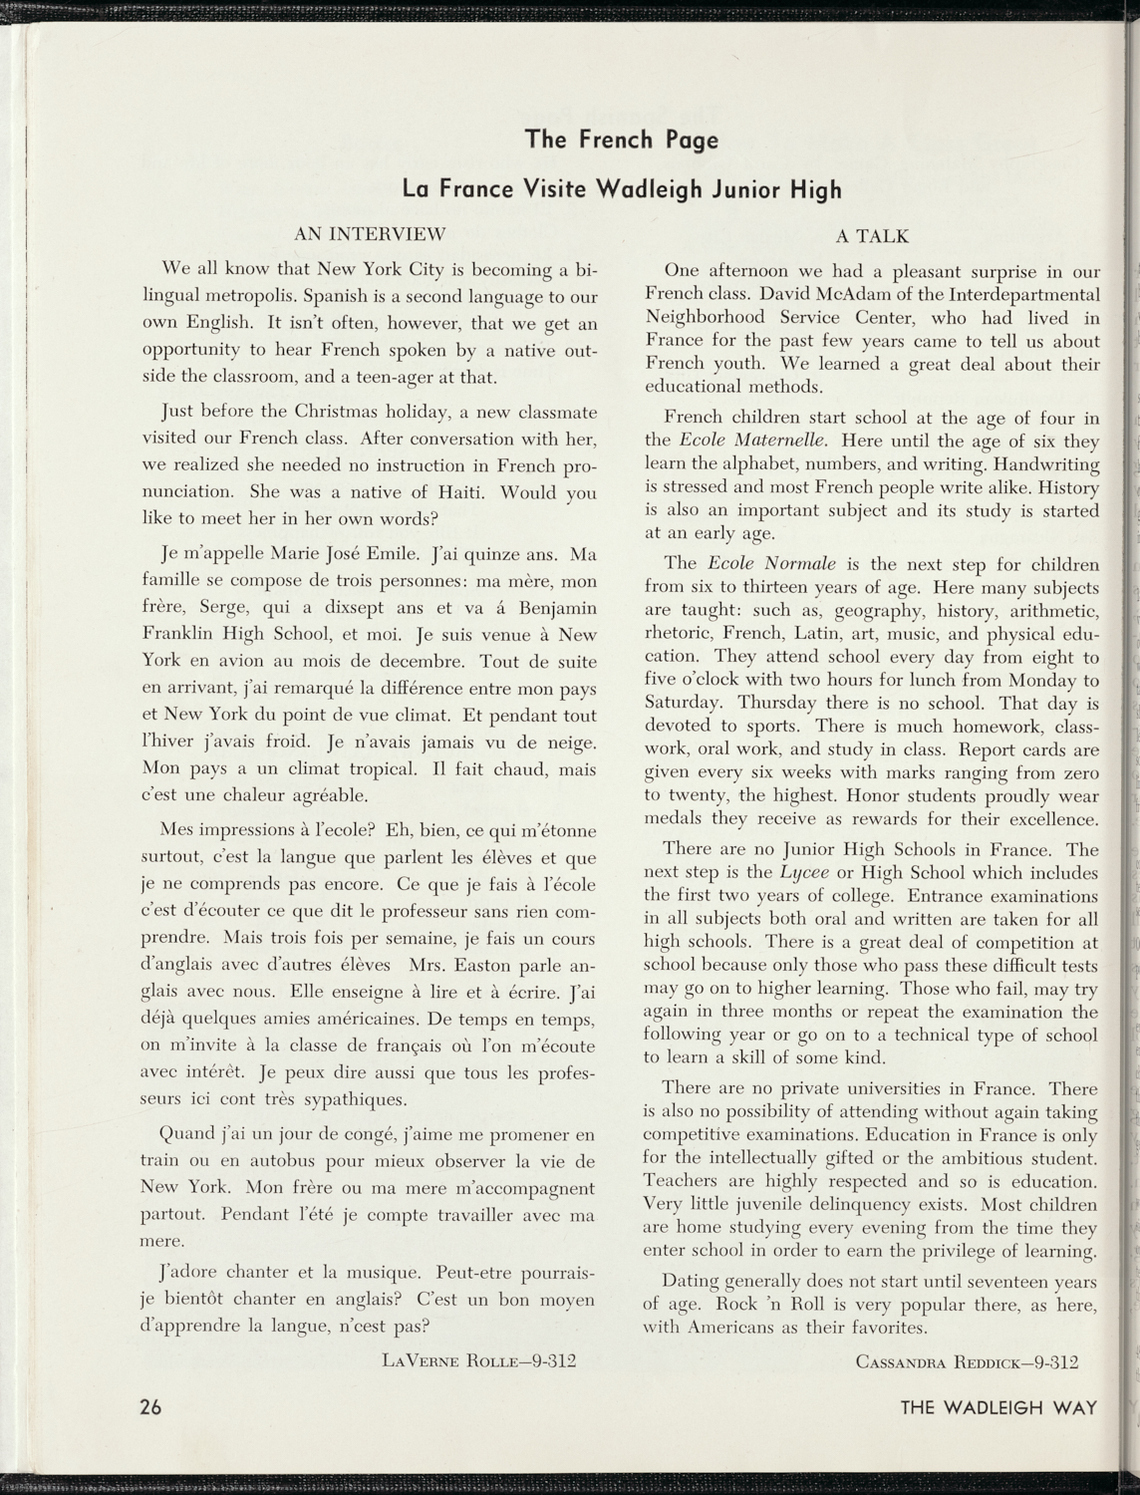 The French Page
La France Visite Wadleigh Junior High
AN INTERVIEW
We all know that New York City is becoming a bi-
lingual metropolis. Spanish is a second language to our
own English. It isn't often, however, that we get an
opportunity to hear French spoken by a native out-
side the classroom, and a teen-ager at that.
Just before the Christmas holiday, a new classmate
visited our French class. After conversation with her,
we realized she needed no instruction in French pro-
nunciation. She was a native of Haiti. Would you
like to meet her in her own words?
Je m'appelle Marie José Emile. J'ai quinze ans. Ma
famille se compose de trois personnes: ma mère, mon
frère, Serge, qui a dixsept ans et va á Benjamin
Franklin High School, et moi. Je suis venue à New
York en avion au mois de decembre. Tout de suite
en arrivant, j'ai remarqué la différence entre mon pays
et New York du point de vue climat. Et pendant tout
l'hiver j'avais froid. Je n'avais jamais vu de neige.
Mon pays a un climat tropical. Il fait chaud, mais
c'est une chaleur agréable.
Mes impressions à l'ecole? Eh, bien, ce qui m'étonne
surtout, c'est la langue que parlent les élèves et que
je ne comprends pas encore. Ce que je fais à l'école
c'est d'écouter ce que dit le professeur sans rien com-
prendre. Mais trois fois per semaine, je fais un cours
d'anglais avec d'autres élèves Mrs. Easton parle an-
glais avec nous. Elle enseigne à lire et à écrire. J'ai
déjà quelques amies américaines. De temps en temps,
on m'invite à la classe de français où l'on m'écoute
avec intérêt. Je peux dire aussi que tous les profes-
seurs ici cont très sypathiques.
Quand j'ai un jour de congé, j'aime me promener en
train ou en autobus pour mieux observer la vie de
New York. Mon frère ou ma mere m'accompagnent
partout. Pendant l'été je compte travailler avec ma
mere.
J'adore chanter et la musique. Peut-etre pourrais-
je bientôt chanter en anglais? C'est un bon moyen
d'apprendre la langue, n'cest pas?
LaVerne Rolle—9-312
A TALK
One afternoon we had a pleasant surprise in our
French class. David McAdam of the Interdepartmental
Neighborhood Service Center, who had lived in
France for the past few years came to tell us about
French youth. We learned a great deal about their
educational methods.
French children start school at the age of four in
the Ecole Maternelle. Here until the age of six they
learn the alphabet, numbers, and writing. Handwriting
is stressed and most French people write alike. History
is also an important subject and its study is started
at an early age.
The Ecole Normale is the next step for children
from six to thirteen years of age. Here many subjects
are taught: such as, geography, history, arithmetic,
rhetoric, French, Latin, art, music, and physical edu-
cation. They attend school every day from eight to
five o'clock with two hours for lunch from Monday to
Saturday. Thursday there is no school. That day is
devoted to sports. There is much homework, class-
work, oral work, and study in class. Report cards are
given every six weeks with marks ranging from zero
to twenty, the highest. Honor students proudly wear
medals they receive as rewards for their excellence.
There are no Junior High Schools in France. The
next step is the Lycee or High School which includes
the first two years of college. Entrance examinations
in all subjects both oral and written are taken for all
high schools. There is a great deal of competition at
school because only those who pass these difficult tests
may go on to higher learning. Those who fail, may try
again in three months or repeat the examination the
following year or go on to a technical type of school
to learn a skill of some kind.
There are no private universities in France. There
is also no possibility of attending without again taking
competitive examinations. Education in France is only
for the intellectually gifted or the ambitious student.
Teachers are highly respected and so is education.
Very little juvenile delinquency exists. Most children
are home studying every evening from the time they
enter school in order to earn the privilege of learning.
Dating generally does not start until seventeen years
of age. Rock 'n Roll is very popular there, as here,
with Americans as their favorites.
Cassandra Reddick—9-312
26
THE WADLEIGH WAY